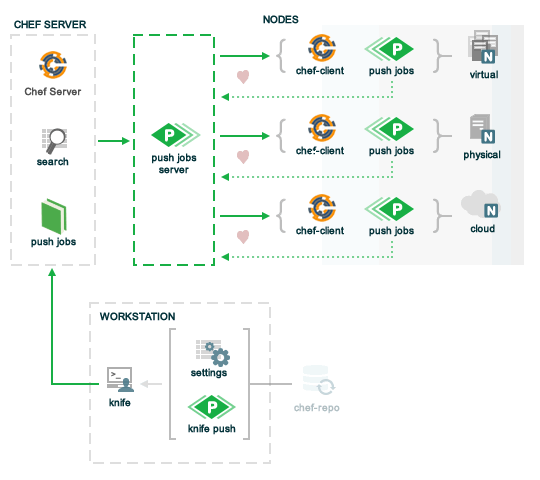 CHEF SERVER
NODES
Chef Server
search
push jobs
P
push jobs
server
chef-client
P
push jobs
N
virtual
chef-client
P
push jobs
N
physical
chef-client
P
push jobs
N
cloud
WORKSTATION
>_
knife
settings
P
knife push
chef-repo